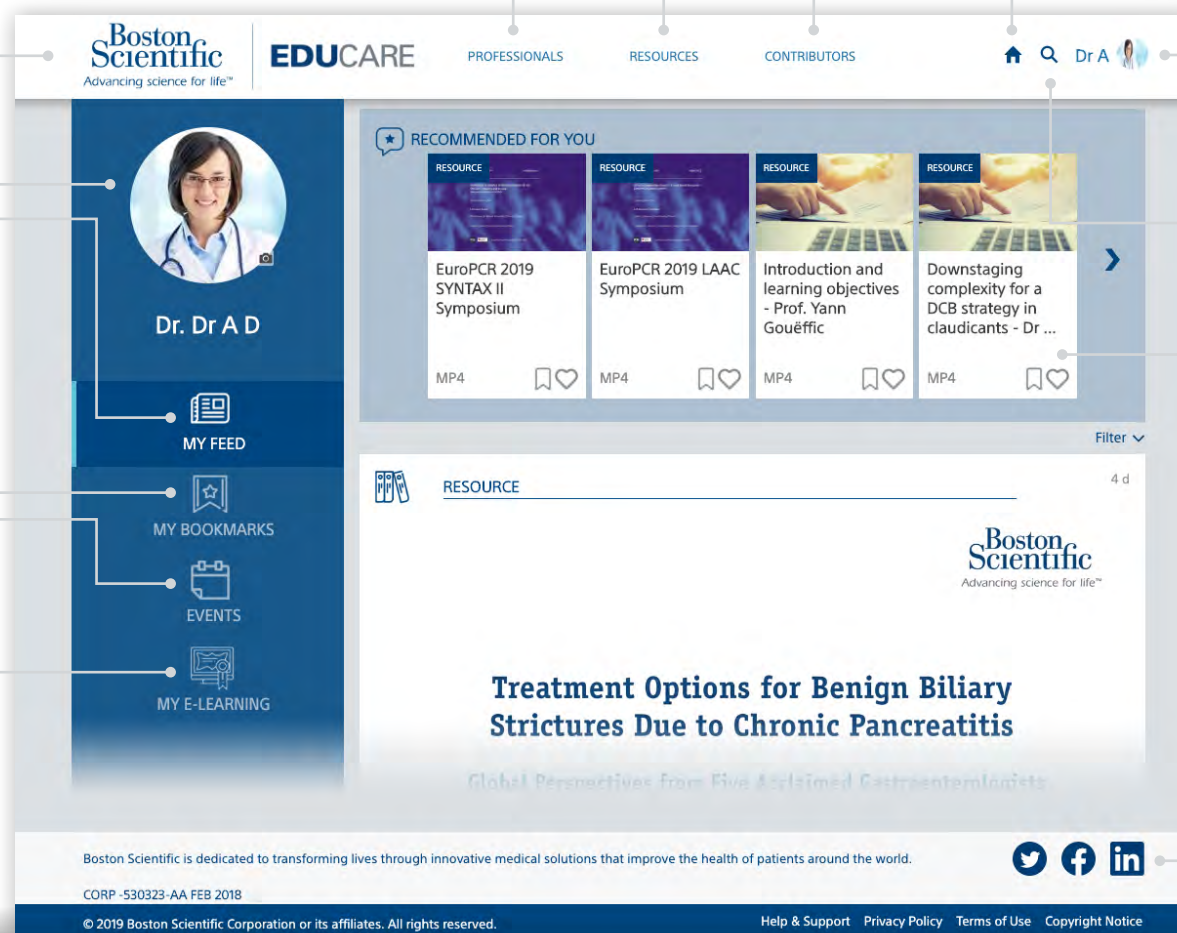 Boston
Scientific
Advancing science for life™
EDUCARE
PROFESSIONALS
RESOURCES
CONTRIBUTORS
Dr A
Dr. Dr A D
MY FEED
MY BOOKMARKS
EVENTS
MY E-LEARNING
RECOMMENDED FOR YOU
RESOURCE
EuroPCR 2019
SYNTAX II
Symposium
MP4
RESOURCE
EuroPCR 2019 LAAC
Symposium
MP4
RESOURCE
Introduction and
learning objectives
- Prof. Yann
Gouëffic
MP4
RESOURCE
Downstaging
complexity for a
DCB strategy in
claudicants - Dr ...
MP4
Filter
RESOURCE
4 d
Boston
Scientific
Advancing science for life™
Treatment Options for Benign Biliary
Strictures Due to Chronic Pancreatitis
Global Perspectives from Five Acclaimed Gastroenterologists
Boston Scientific is dedicated to transforming lives through innovative medical solutions that improve the health of patients around the world.
CORP -530323-AA FEB 2018
© 2019 Boston Scientific Corporation or its affiliates. All rights reserved.
Help & Support Privacy Policy Terms of Use Copyright Notice